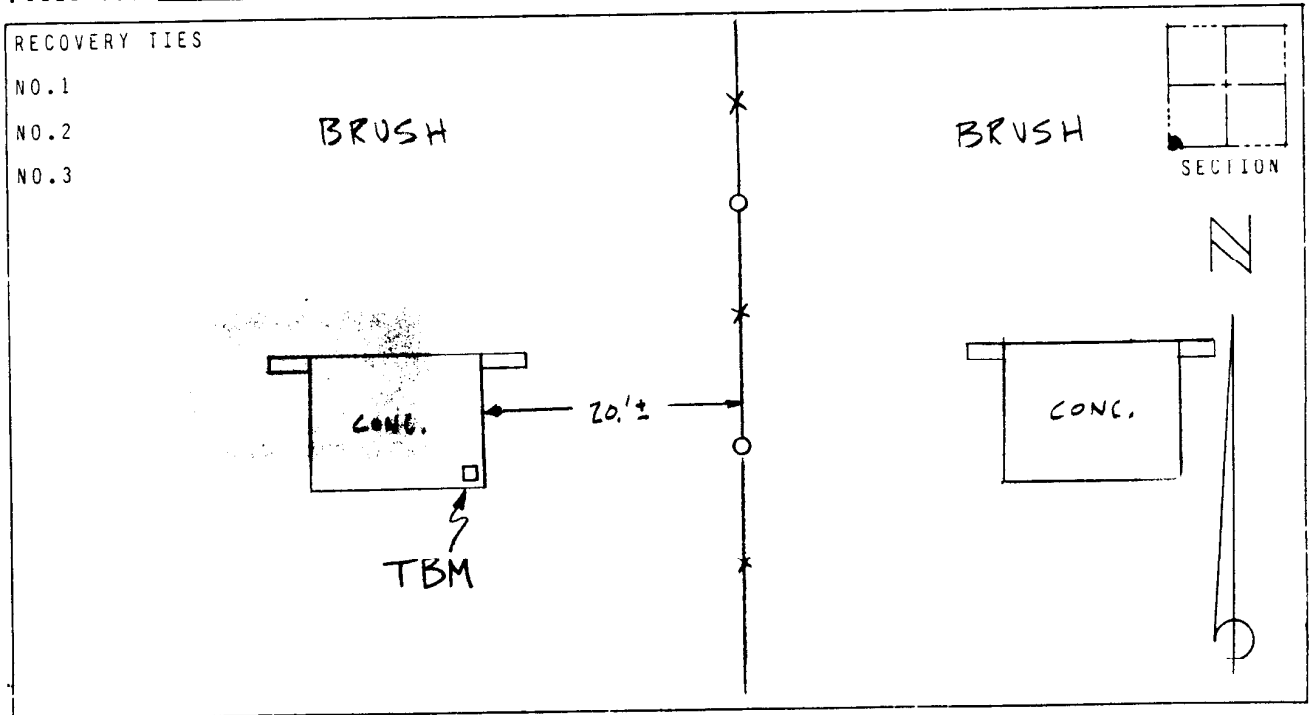 RECOVERY TIES
NO.1
NO.2
NO.3
BRUSH
BRUSH
SECTION
N
CONC.
20.'±
CONC.
TBM